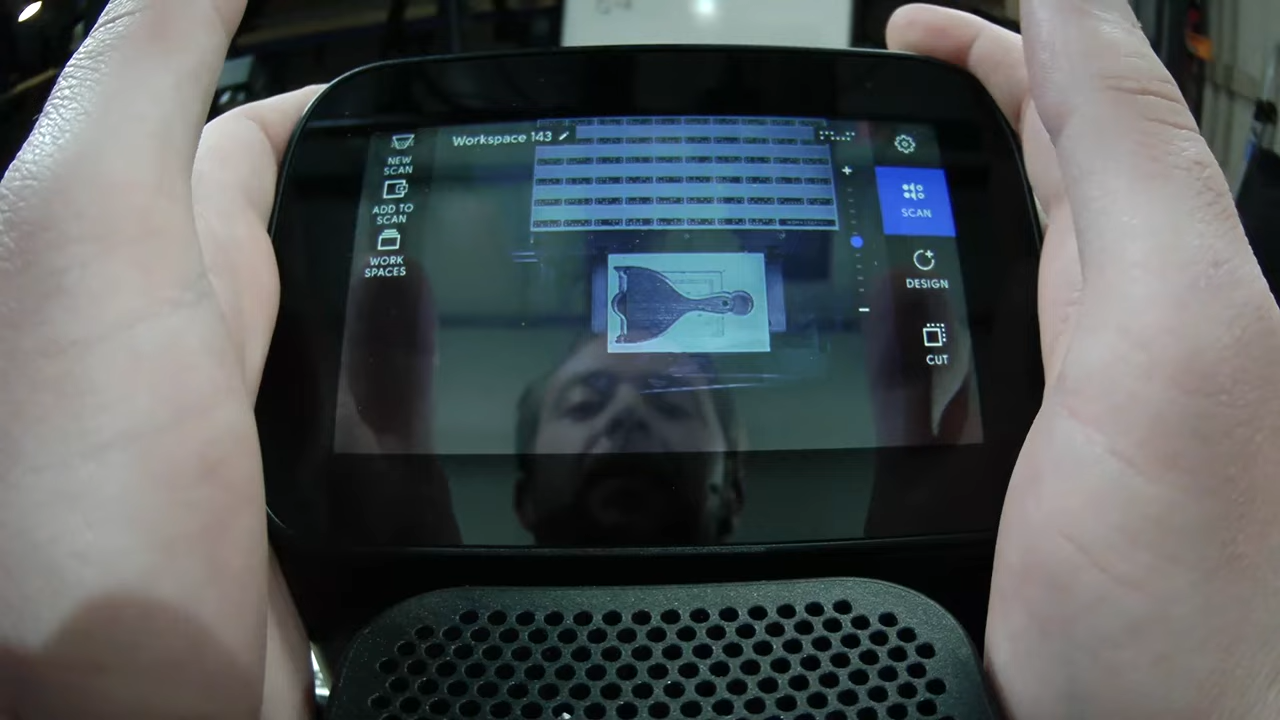 Workspace 143
NEW
SCAN
ADD TO
SCAN
WORK
SPACES
SCAN
DESIGN
CUT